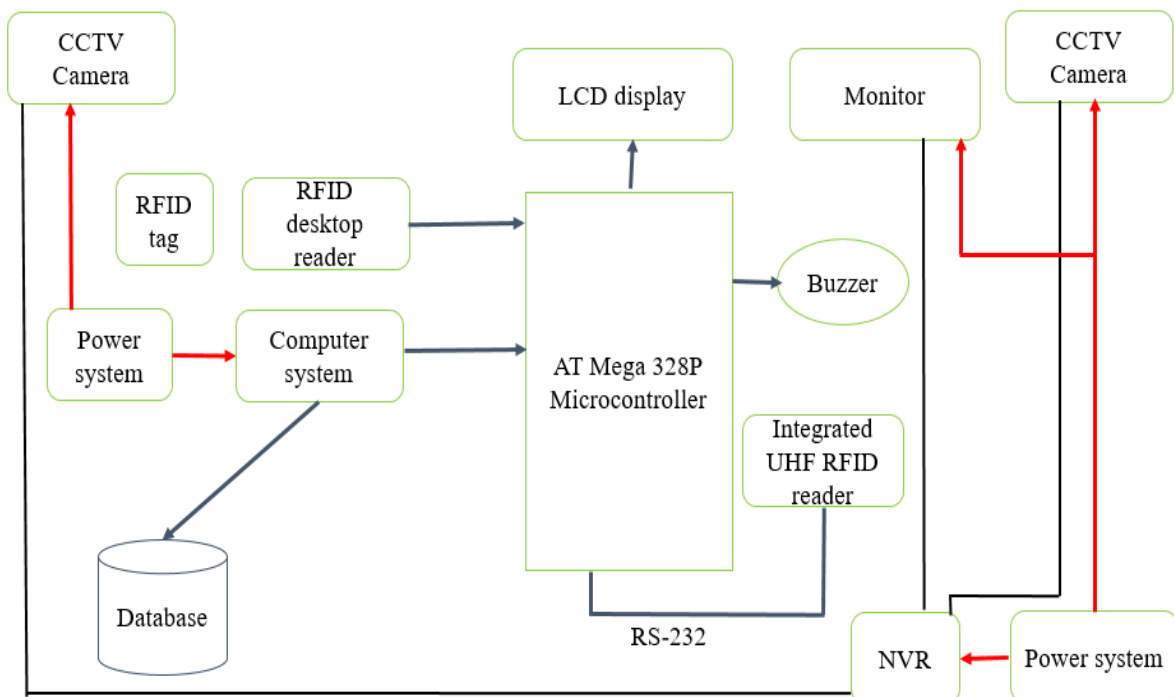 CCTV
Camera
CCTV
Camera
LCD display
Monitor
RFID
tag
RFID
desktop
reader
Buzzer
Power
system
Computer
system
AT Mega 328P
Microcontroller
Integrated
UHF RFID
reader
Database
RS-232
NVR
Power system